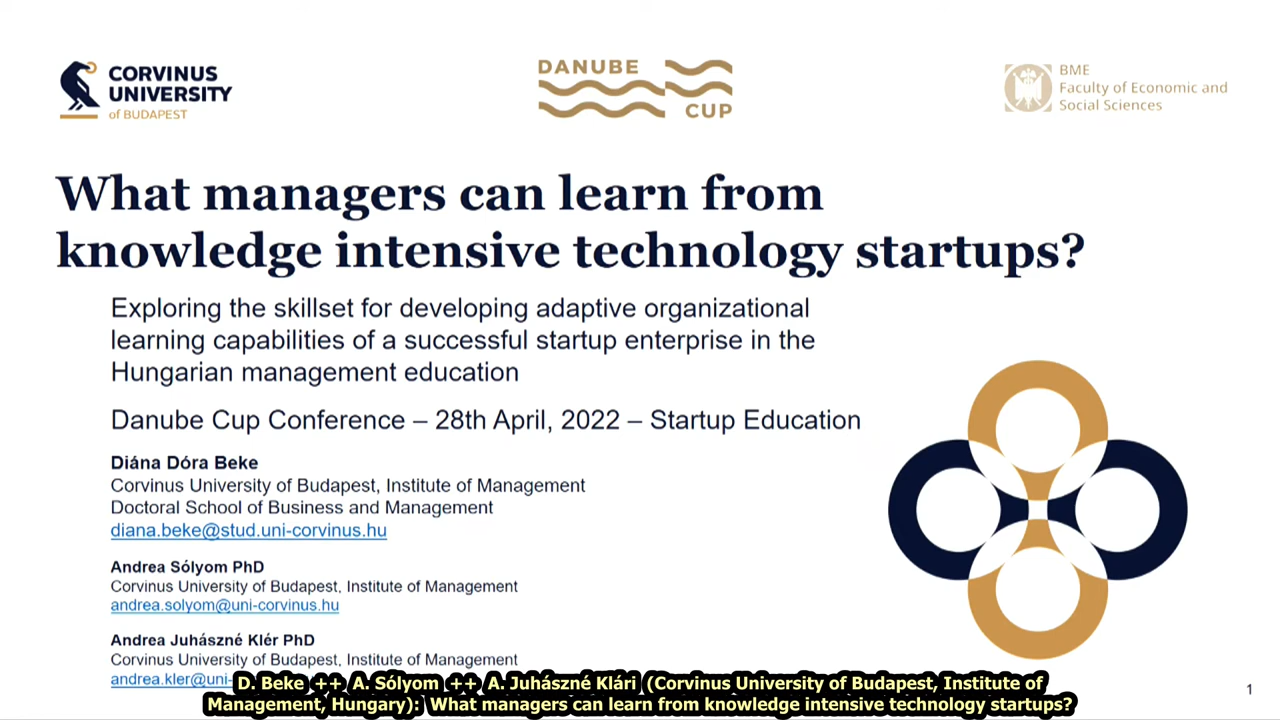 CORVINUS
UNIVERSITY
of BUDAPEST
DANUBE
CUP
BME
Faculty of Economic and
Social Sciences
What managers can learn from
knowledge intensive technology startups?
Exploring the skillset for developing adaptive organizational
learning capabilities of a successful startup enterprise in the
Hungarian management education
Danube Cup Conference – 28th April, 2022 – Startup Education
Diána Dóra Beke
Corvinus University of Budapest, Institute of Management
Doctoral School of Business and Management
diana.beke@stud.uni-corvinus.hu
Andrea Sólyom PhD
Corvinus University of Budapest, Institute of Management
andrea.solyom@uni-corvinus.hu
Andrea Juhászné Klér PhD
Corvinus University of Budapest, Institute of Management
andrea.kler@uni-
D. Beke ++ A. Sólyom ++ A. Juhászné Klári (Corvinus University of Budapest, Institute of
Management, Hungary): What managers can learn from knowledge intensive technology startups?
1